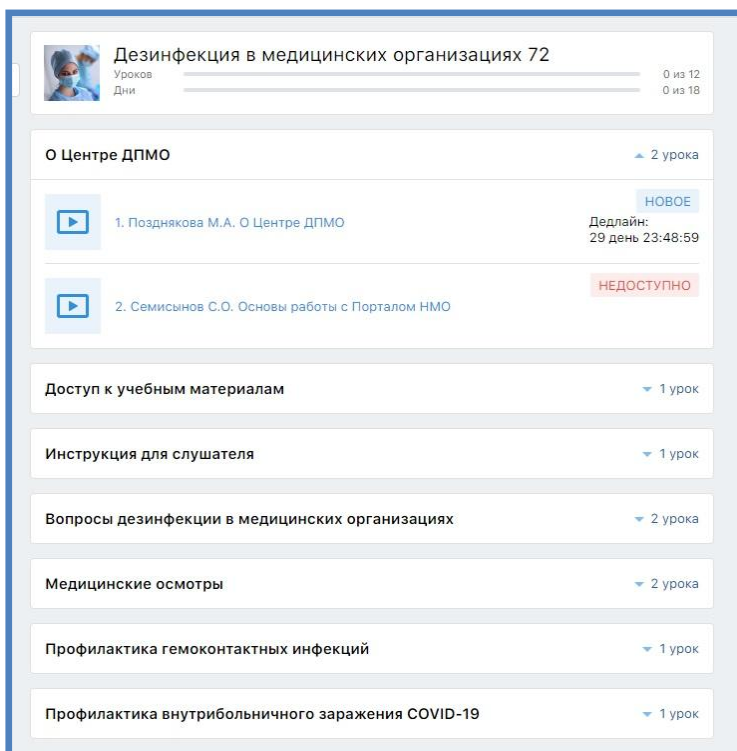 Дезинфекция в медицинских организациях 72
Уроков 0 из 12
Дни 0 из 18
О Центре ДПМО 2 урока
НОВОЕ
1. Позднякова М.А. О Центре ДПМО
Дедлайн:
29 день 23:48:59
НЕДОСТУПНО
2. Семисынов С.О. Основы работы с Порталом НМО
Доступ к учебным материалам 1 урок
Инструкция для слушателя 1 урок
Вопросы дезинфекции в медицинских организациях 2 урока
Медицинские осмотры 2 урока
Профилактика гемоконтактных инфекций 1 урок
Профилактика внутрибольничного заражения COVID-19 1 урок